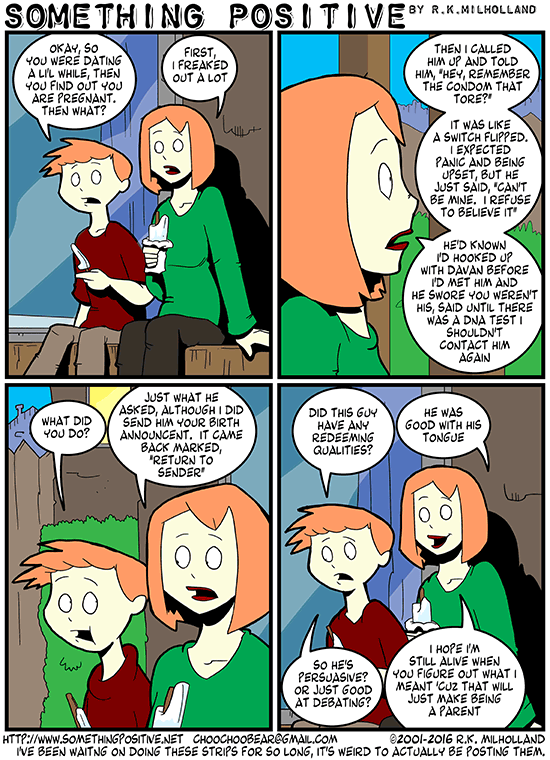 SOMETHING POSITIVE BY R.K.MILHOLLAND
OKAY, SO
YOU WERE DATING
A LI'L WHILE, THEN
YOU FIND OUT YOU
ARE PREGNANT.
THEN WHAT?
FIRST,
I FREAKED
OUT A LOT
THEN I CALLED
HIM UP AND TOLD
HIM, "HEY, REMEMBER
THE CONDOM THAT
TORE?"
IT WAS LIKE
A SWITCH FLIPPED.
I EXPECTED
PANIC AND BEING
UPSET, BUT HE
JUST SAID, "CAN'T
BE MINE. I REFUSE
TO BELIEVE IT"
HE'D KNOWN
I'D HOOKED UP
WITH DAVAN BEFORE
I'D MET HIM AND
HE SWORE YOU WEREN'T
HIS, SAID UNTIL THERE
WAS A DNA TEST I
SHOULDN'T
CONTACT HIM
AGAIN
WHAT DID
YOU DO?
JUST WHAT HE
ASKED, ALTHOUGH I DID
SEND HIM YOUR BIRTH
ANNOUNCENT. IT CAME
BACK MARKED,
"RETURN TO
SENDER"
DID THIS GUY
HAVE ANY
REDEEMING
QUALITIES?
HE WAS
GOOD WITH HIS
TONGUE
SO HE'S
PERSUASIVE?
OR JUST GOOD
AT DEBATING?
I HOPE I'M
STILL ALIVE WHEN
YOU FIGURE OUT WHAT I
MEANT 'CUZ THAT WILL
JUST MAKE BEING
A PARENT
HTTP://WWW.SOMETHINGPOSITIVE.NET CHOOCHOOBEAR@GMAIL.COM ©2001-2016 R.K. MILHOLLAND
I'VE BEEN WAITNG ON DOING THESE STRIPS FOR SO LONG, IT'S WEIRD TO ACTUALLY BE POSTING THEM.